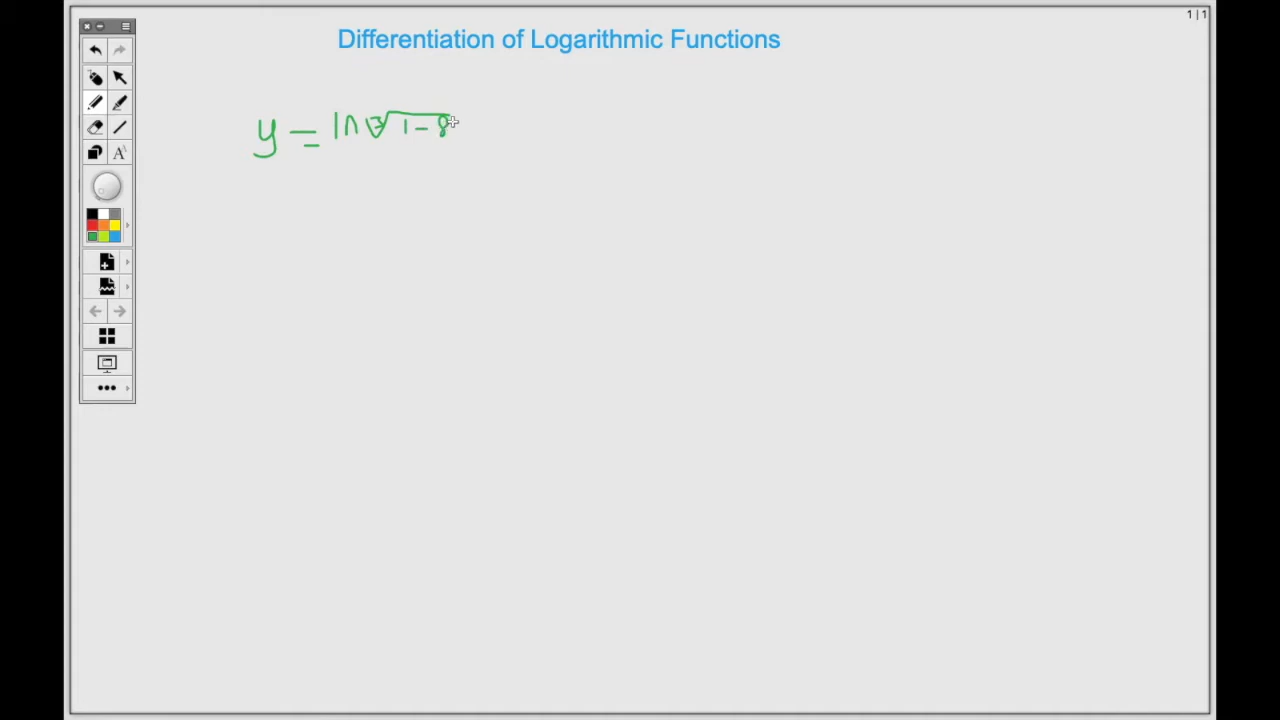 1 | 1
Differentiation of Logarithmic Functions
y = ln ∛1 - 8